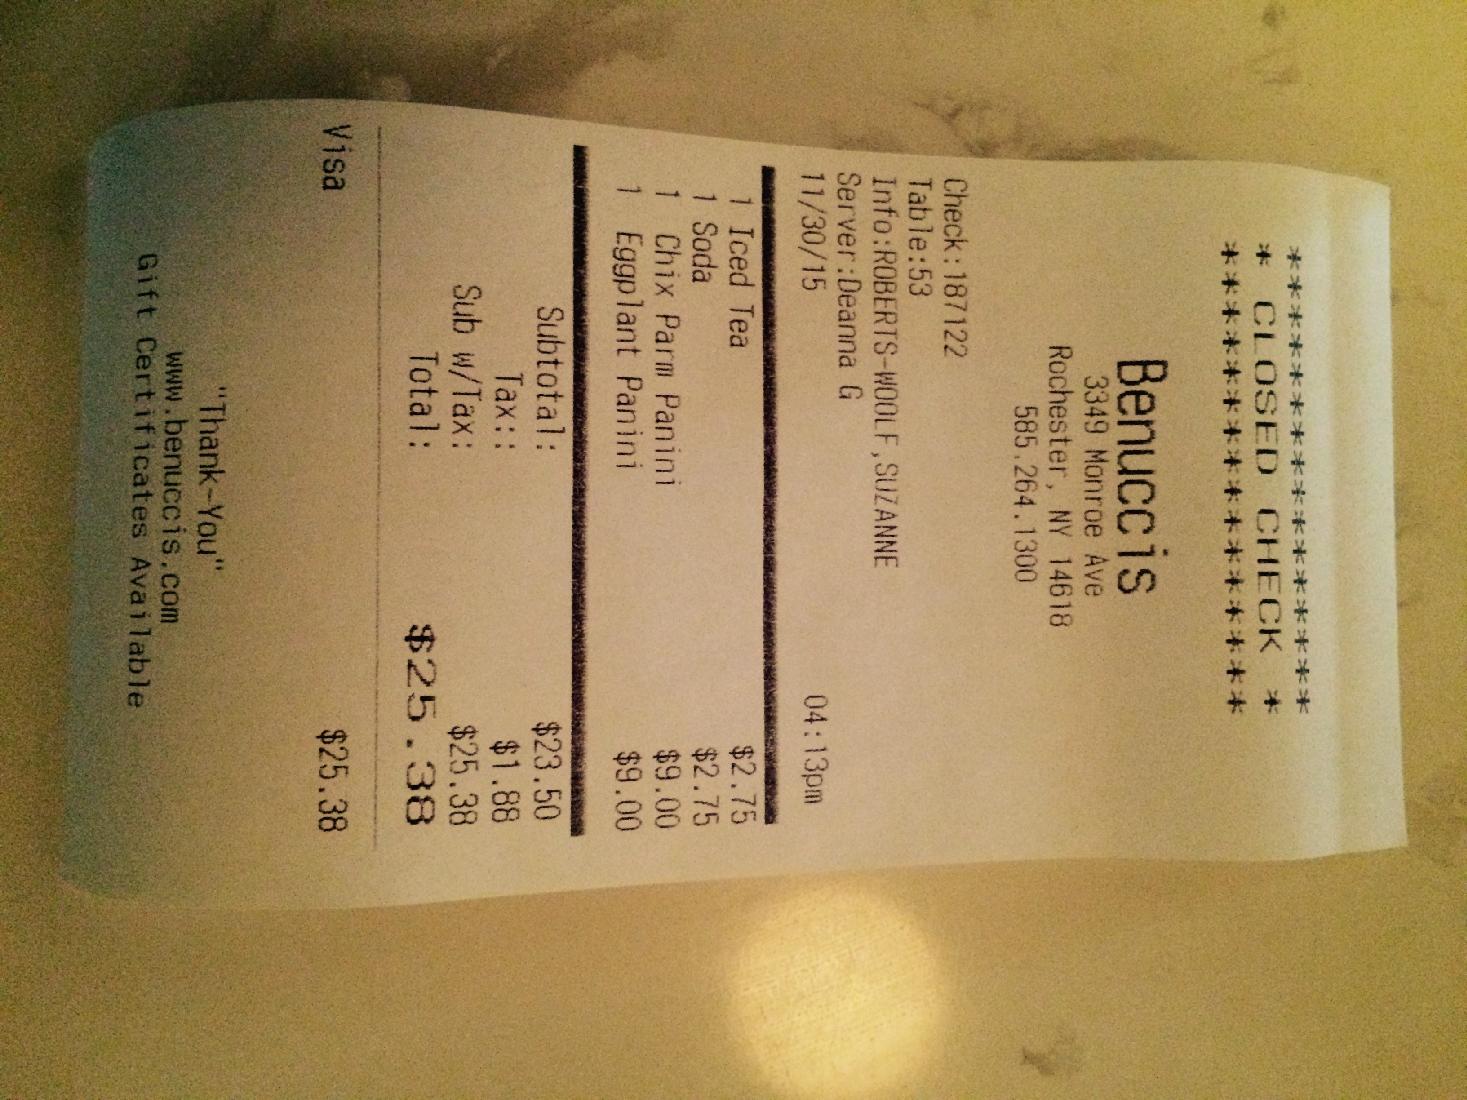 ******************
* CLOSED CHECK *
******************
Benuccis
3349 Monroe Ave
Rochester, NY 14618
585.264.1300
Check:187122
Table:53
Info:ROBERTS-WOOLF,SUZANNE
Server:Deanna G
11/30/15 04:13pm
1 Iced Tea $2.75
1 Soda $2.75
1 Chix Parm Panini $9.00
1 Eggplant Panini $9.00
Subtotal: $23.50
Tax:: $1.88
Sub w/Tax: $25.38
Total: $25.38
Visa $25.38
"Thank-You"
www.benuccis.com
Gift Certificates Available